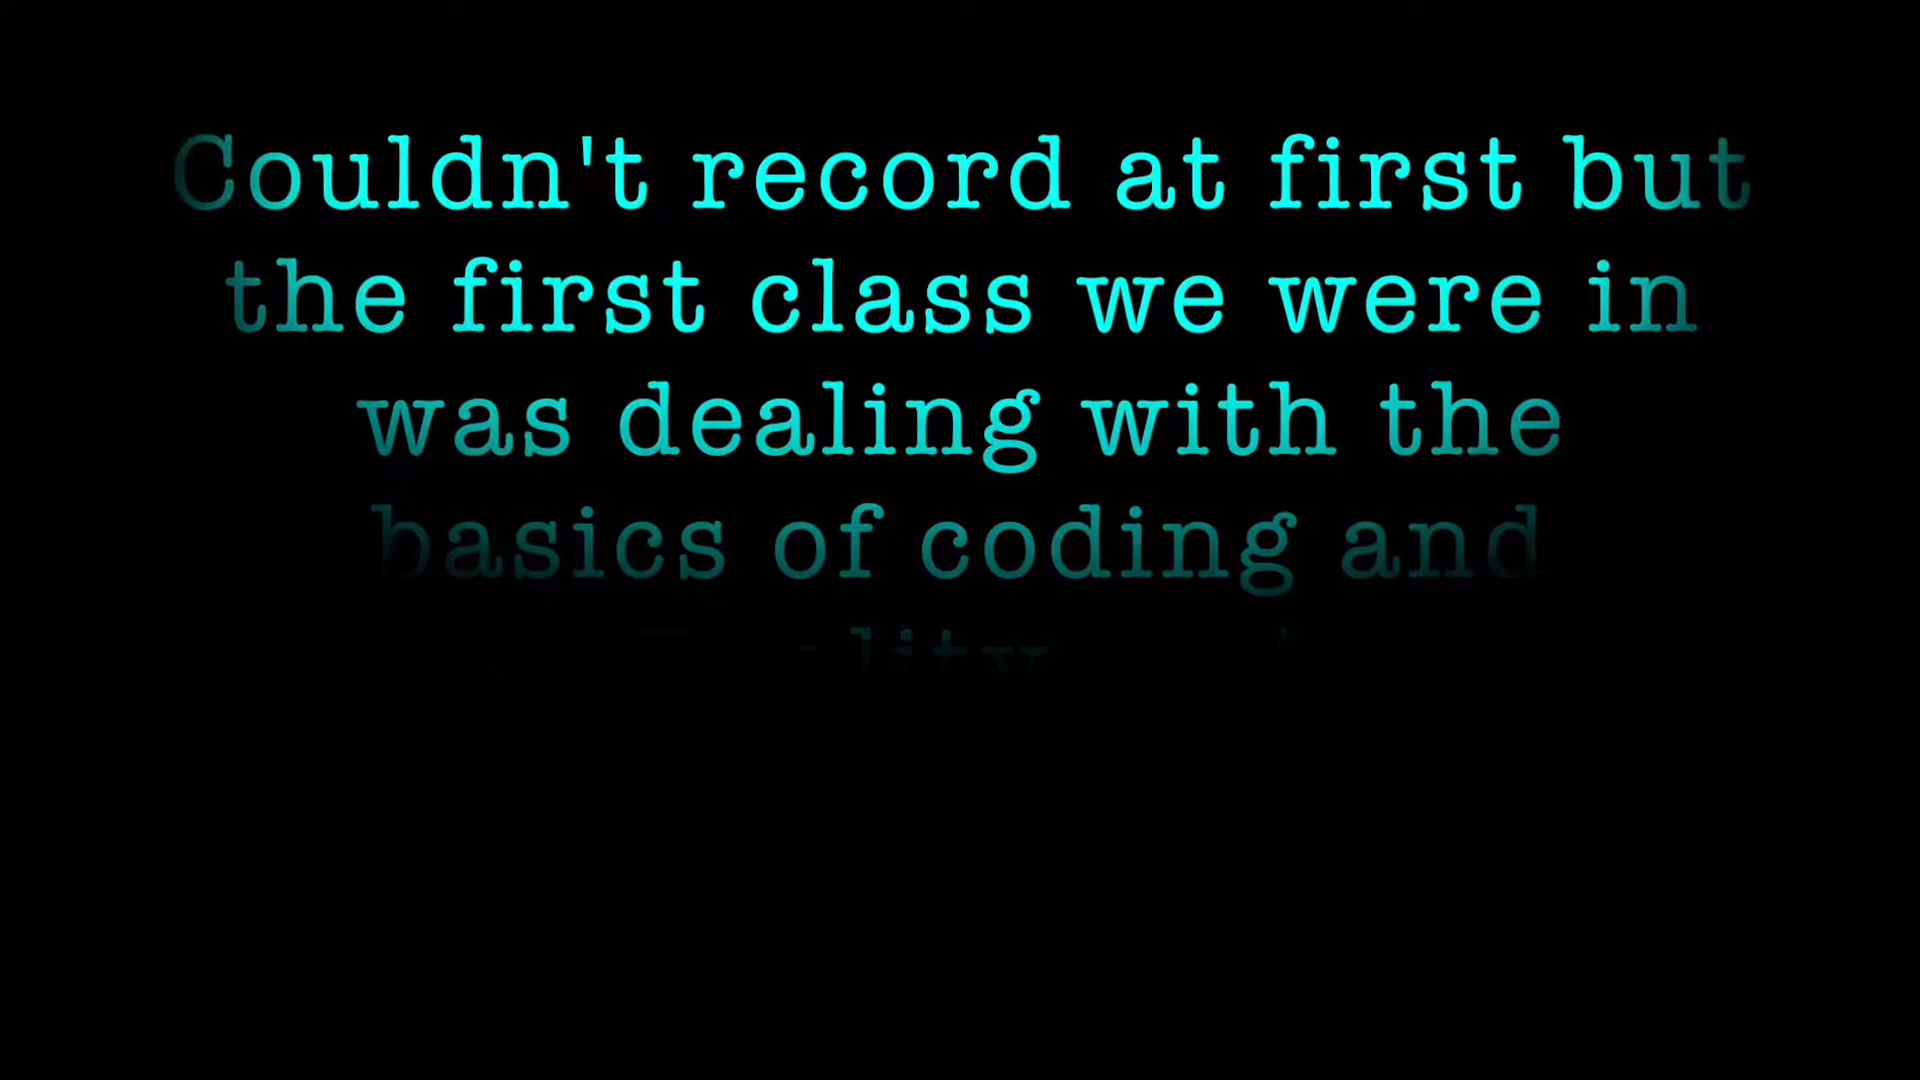 Couldn't record at first but
the first class we were in
was dealing with the
basics of coding and